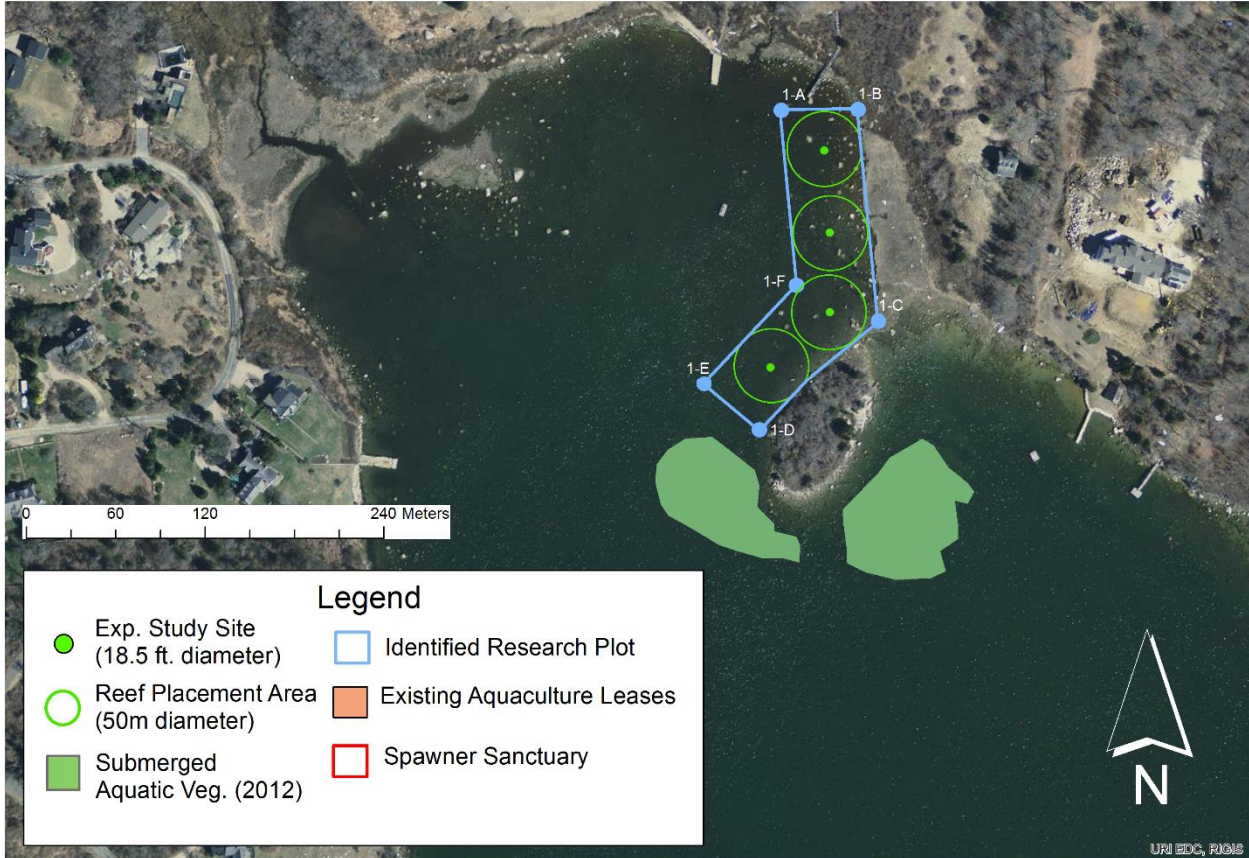 1-A
1-B
1-F
1-C
1-E
1-D
0 60 120 240 Meters
Legend
Exp. Study Site
(18.5 ft. diameter)
Reef Placement Area
(50m diameter)
Submerged
Aquatic Veg. (2012)
Identified Research Plot
Existing Aquaculture Leases
Spawner Sanctuary
N
URI EDC, RIGIS